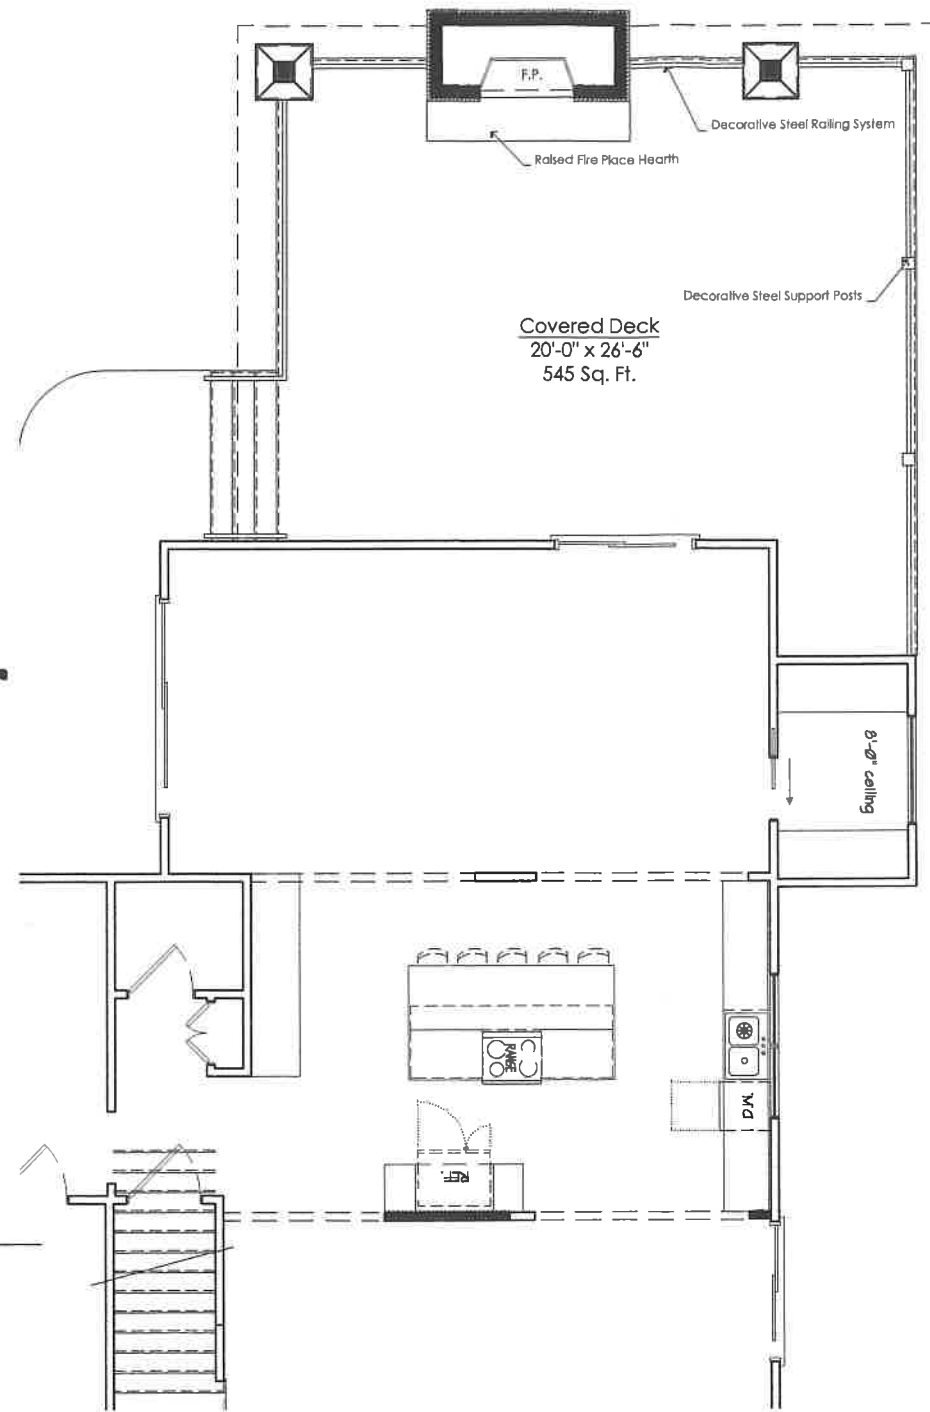 F.P.
Decorative Steel Railing System
Raised Fire Place Hearth
Decorative Steel Support Posts
Covered Deck
20'-0" x 26'-6"
545 Sq. Ft.
8'-0" ceiling
RANGE
DW
REF.